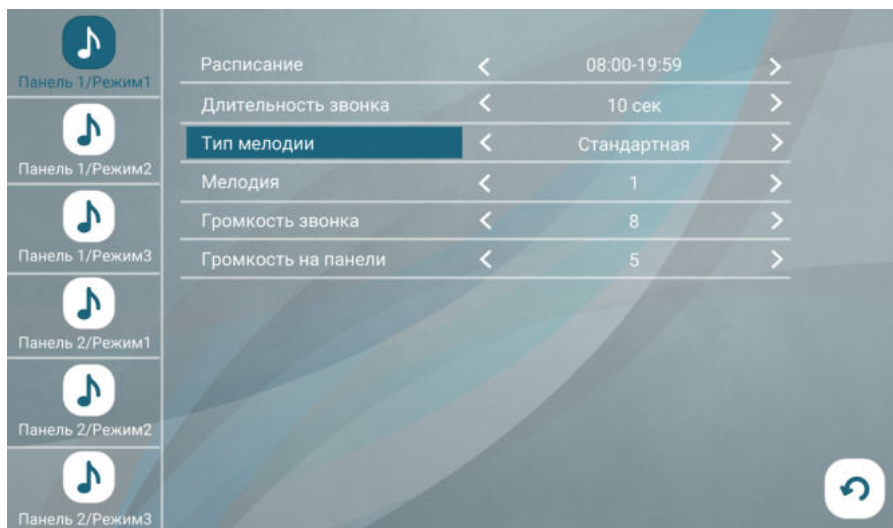 Панель 1/Режим1
Панель 1/Режим2
Панель 1/Режим3
Панель 2/Режим1
Панель 2/Режим2
Панель 2/Режим3
Расписание 08:00-19:59
Длительность звонка 10 сек
Тип мелодии Стандартная
Мелодия 1
Громкость звонка 8
Громкость на панели 5